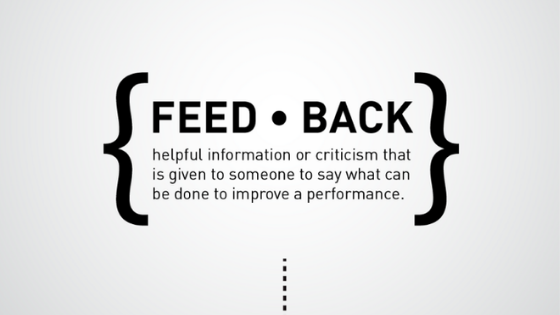 FEED • BACK
helpful information or criticism that
is given to someone to say what can
be done to improve a performance.